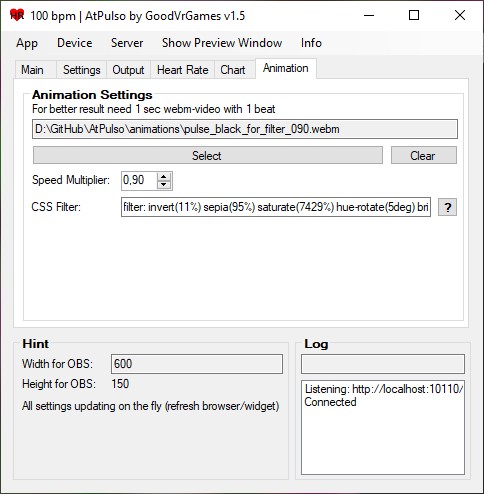 100 bpm | AtPulso by GoodVrGames v1.5
App Device Server Show Preview Window Info
Main Settings Output Heart Rate Chart Animation
Animation Settings
For better result need 1 sec webm-video with 1 beat
D:\GitHub\AtPulso\animations\pulse_black_for_filter_090.webm
Select Clear
Speed Multiplier: 0,90
CSS Filter: filter: invert(11%) sepia(95%) saturate(7429%) hue-rotate(5deg) bri ?
Hint
Width for OBS: 600
Height for OBS: 150
All settings updating on the fly (refresh browser/widget)
Log
Listening: http://localhost:10110/
Connected